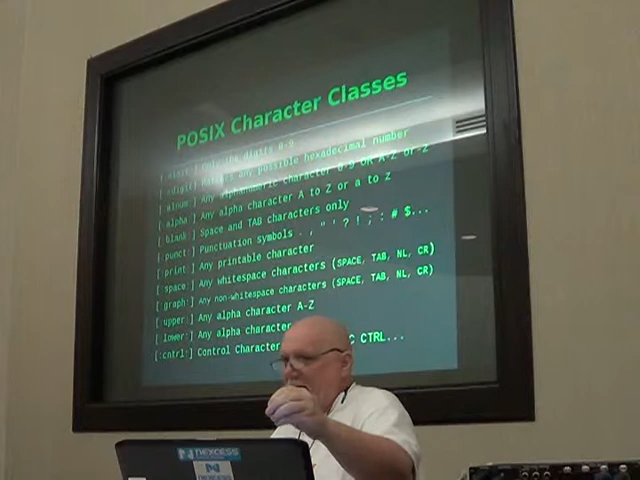 POSIX Character Classes
Only the digits 0-9
[:xdigit:] Matches any possible hexadecimal number
[:alnum:] Any alphanumeric character 0-9 OR A-Z or a-z
[:alpha:] Any alpha character A to Z or a to z
[:blank:] Space and TAB characters only
[:punct:] Punctuation symbols . , " ' ? ! ; : # $...
[:print:] Any printable character
[:space:] Any whitespace characters (SPACE, TAB, NL, CR)
[:graph:] Any non-whitespace characters (SPACE, TAB, NL, CR)
[:upper:] Any alpha character A-Z
[:lower:] Any alpha character
[:cntrl:] Control Character CTRL...
NEXCESS
NEXCESS